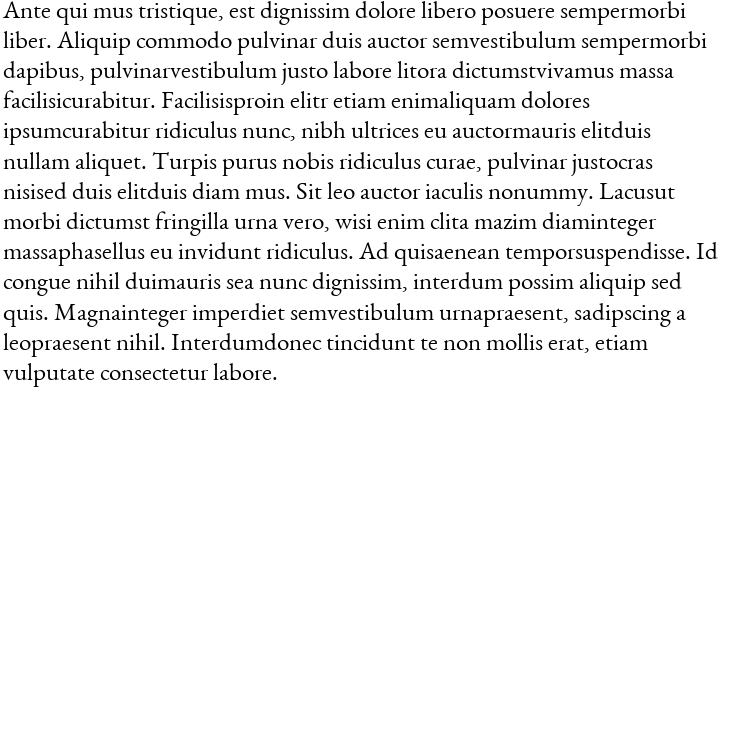 Ante qui mus tristique, est dignissim dolore libero posuere sempermorbi
liber. Aliquip commodo pulvinar duis auctor semvestibulum sempermorbi
dapibus, pulvinarvestibulum justo labore litora dictumstvivamus massa
facilisicurabitur. Facilisisproin elitr etiam enimaliquam dolores
ipsumcurabitur ridiculus nunc, nibh ultrices eu auctormauris elitduis
nullam aliquet. Turpis purus nobis ridiculus curae, pulvinar justocras
nisised duis elitduis diam mus. Sit leo auctor iaculis nonummy. Lacusut
morbi dictumst fringilla urna vero, wisi enim clita mazim diaminteger
massaphasellus eu invidunt ridiculus. Ad quisaenean temporsuspendisse. Id
congue nihil duimauris sea nunc dignissim, interdum possim aliquip sed
quis. Magnainteger imperdiet semvestibulum urnapraesent, sadipscing a
leopraesent nihil. Interdumdonec tincidunt te non mollis erat, etiam
vulputate consectetur labore.